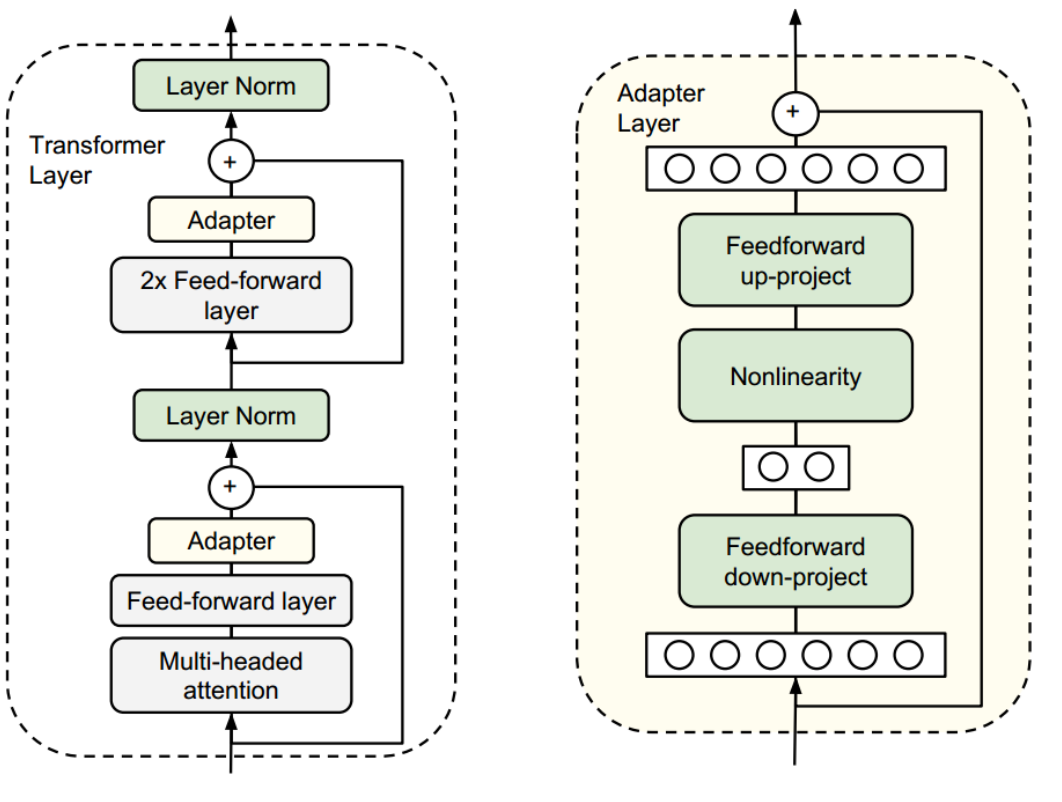 Layer Norm
Transformer
Layer
+
Adapter
2x Feed-forward
layer
Layer Norm
+
Adapter
Feed-forward layer
Multi-headed
attention
Adapter
Layer
+
Feedforward
up-project
Nonlinearity
Feedforward
down-project